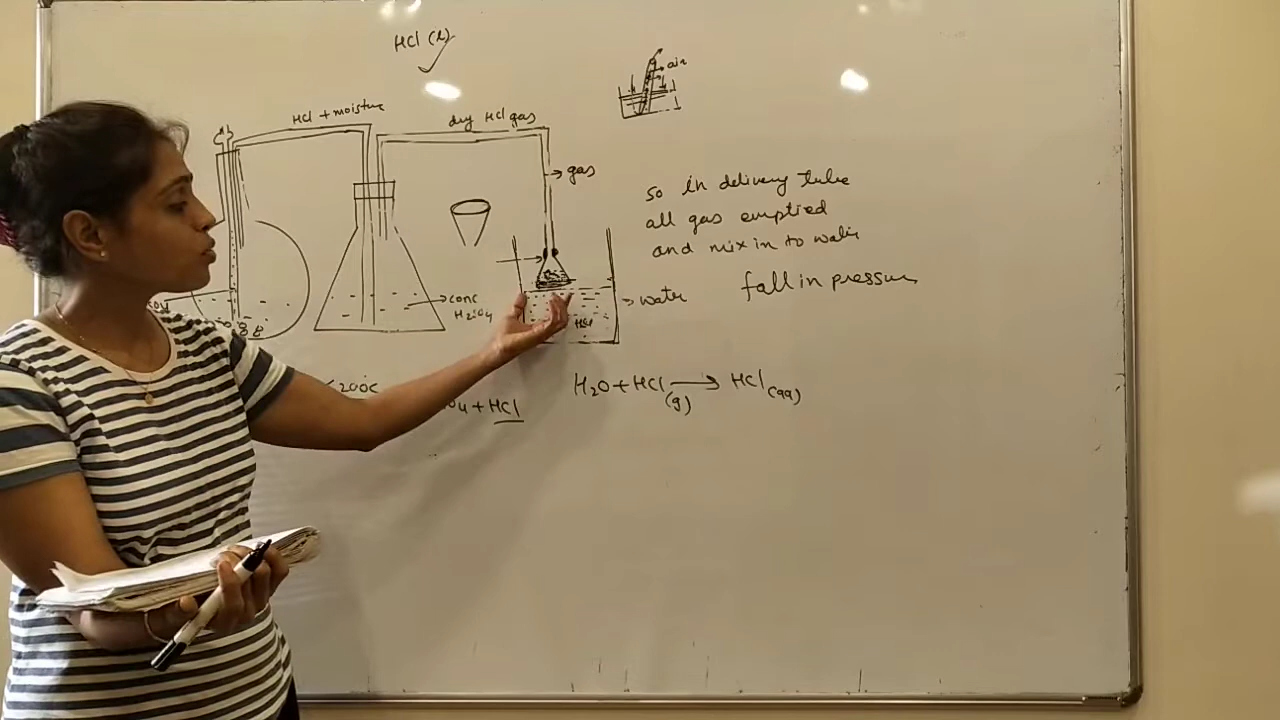 HCl (l)
air
HCl + moisture
dry HCl gas
gas
so in delivery tube
all gas emptied
and mix in to water
fall in pressure
conc
H2SO4
water
HCl
<200°C
O4 + HCl
H2O + HCl (g) → HCl (aq)